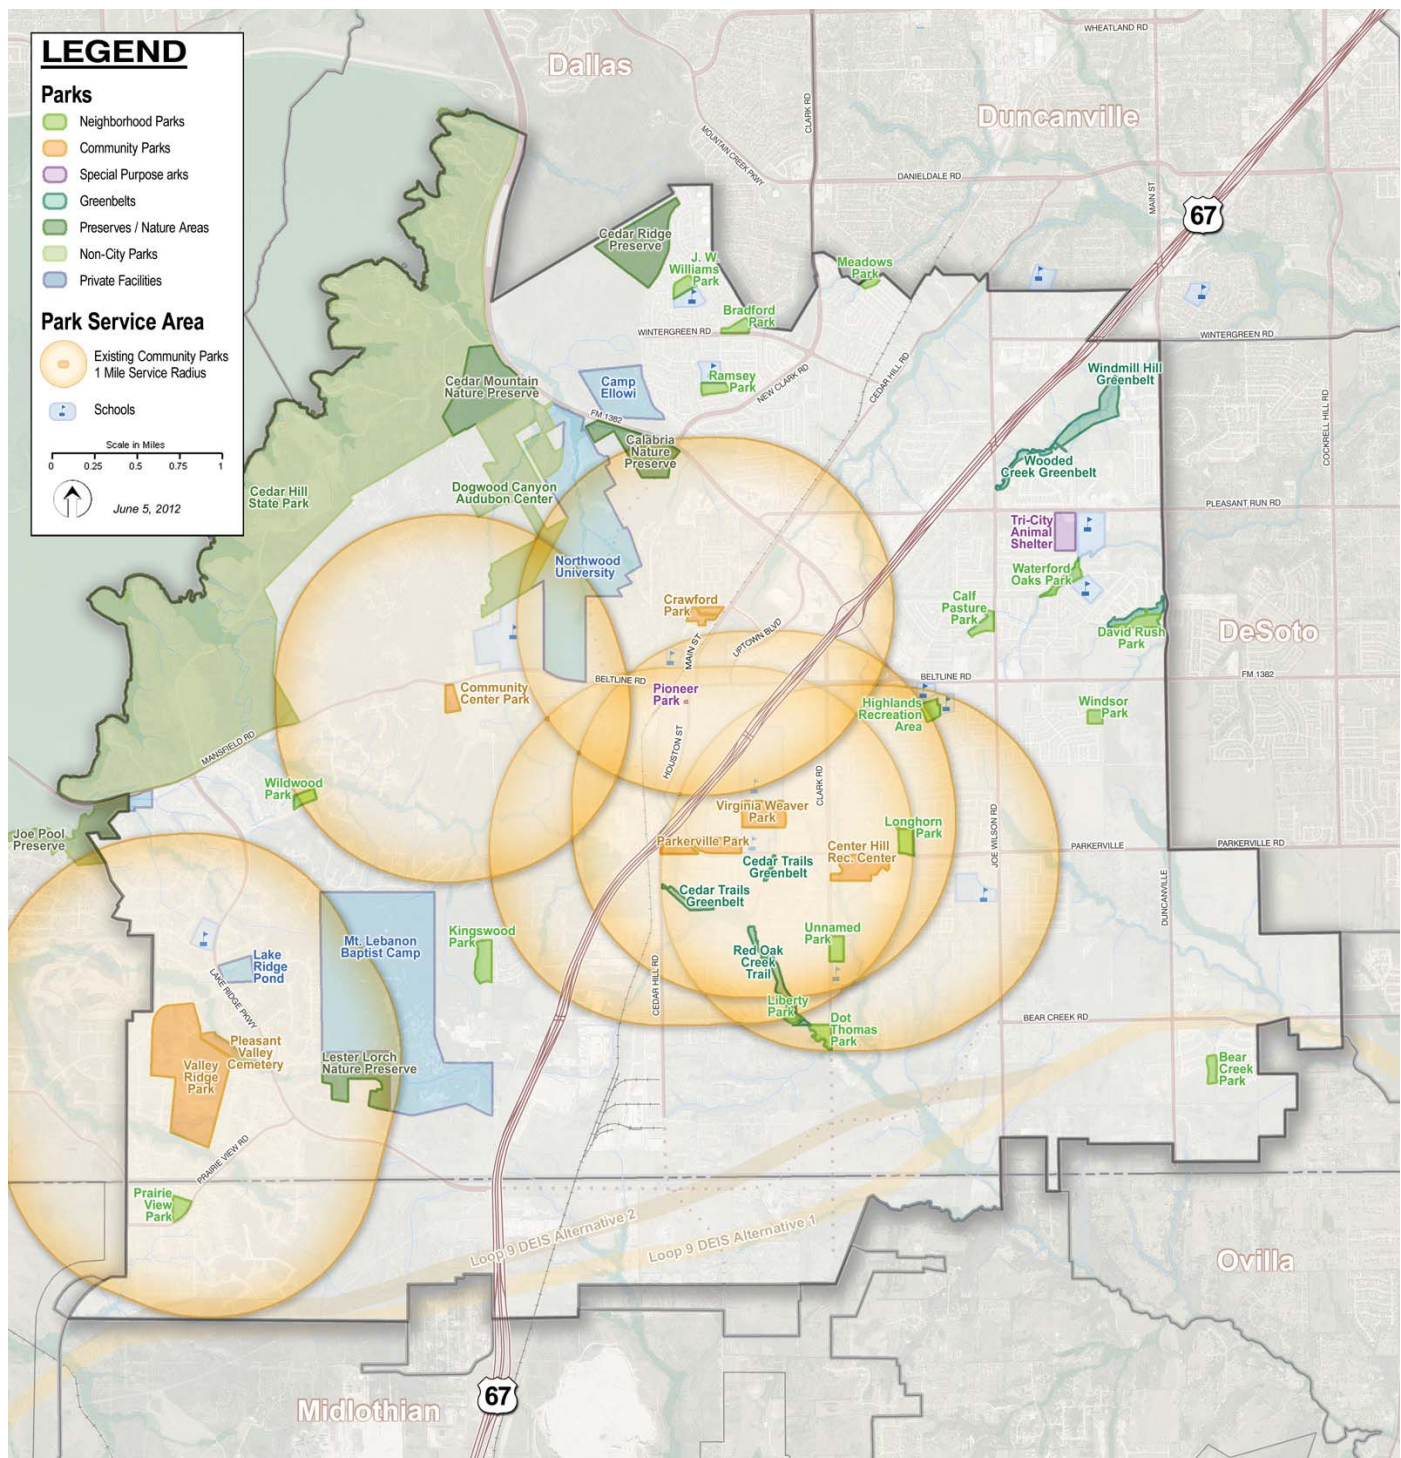 LEGEND
Parks
Neighborhood Parks
Community Parks
Special Purpose arks
Greenbelts
Preserves / Nature Areas
Non-City Parks
Private Facilities
Park Service Area
Existing Community Parks
1 Mile Service Radius
Schools
Scale in Miles
0 0.25 0.5 0.75 1
June 5, 2012
Dallas
Duncanville
DeSoto
Ovilla
Midlothian
WHEATLAND RD
CLARK RD
MOUNTAIN CREEK PKWY
DANIELDALE RD
MAIN ST
67
Cedar Ridge
Preserve
J. W.
Williams
Park
Meadows
Park
Bradford
Park
WINTERGREEN RD
WINTERGREEN RD
Cedar Mountain
Nature Preserve
Camp
Ellowi
Ramsey
Park
NEW CLARK RD
CEDAR HILL RD
Windmill Hill
Greenbelt
COCKRELL HILL RD
FM 1382
Calabria
Nature
Preserve
Wooded
Creek Greenbelt
Cedar Hill
State Park
Dogwood Canyon
Audubon Center
PLEASANT RUN RD
Tri-City
Animal
Shelter
Northwood
University
Waterford
Oaks Park
Crawford
Park
Calf
Pasture
Park
David Rush
Park
MAIN ST
UPTOWN BLVD
BELTLINE RD
BELTLINE RD
FM 1382
Community
Center Park
Pioneer
Park
Highlands
Recreation
Area
Windsor
Park
MANSFIELD RD
HOUSTON ST
CLARK RD
Wildwood
Park
Virginia Weaver
Park
Longhorn
Park
JOE WILSON RD
Joe Pool
Preserve
Parkerville Park
Center Hill
Rec. Center
PARKERVILLE
PARKERVILLE RD
Cedar Trails
Greenbelt
Cedar Trails
Greenbelt
DUNCANVILLE
Kingswood
Park
Unnamed
Park
Mt. Lebanon
Baptist Camp
Lake
Ridge
Pond
LAKE RIDGE PKWY
Red Oak
Creek
Trail
CEDAR HILL RD
Liberty
Park
Dot
Thomas
Park
BEAR CREEK RD
Pleasant
Valley
Cemetery
Valley
Ridge
Park
Lester Lorch
Nature Preserve
Bear
Creek
Park
PRAIRIE VIEW RD
Prairie
View
Park
Loop 9 DEIS Alternative 2
Loop 9 DEIS Alternative 1
67